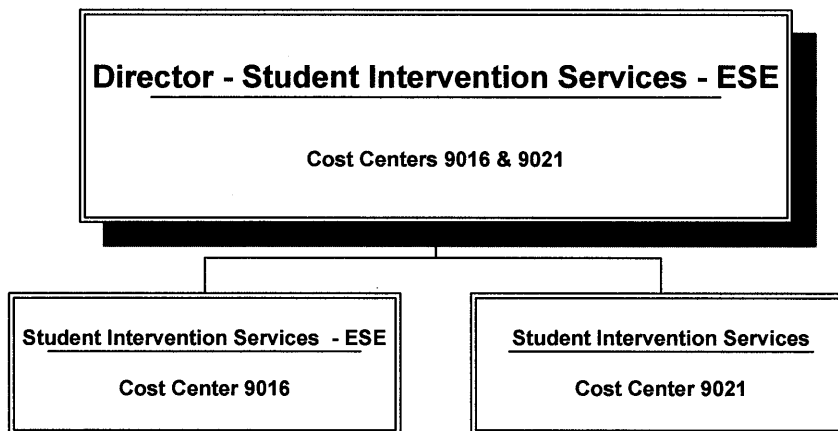 Director - Student Intervention Services - ESE
Cost Centers 9016 & 9021
Student Intervention Services - ESE
Cost Center 9016
Student Intervention Services
Cost Center 9021